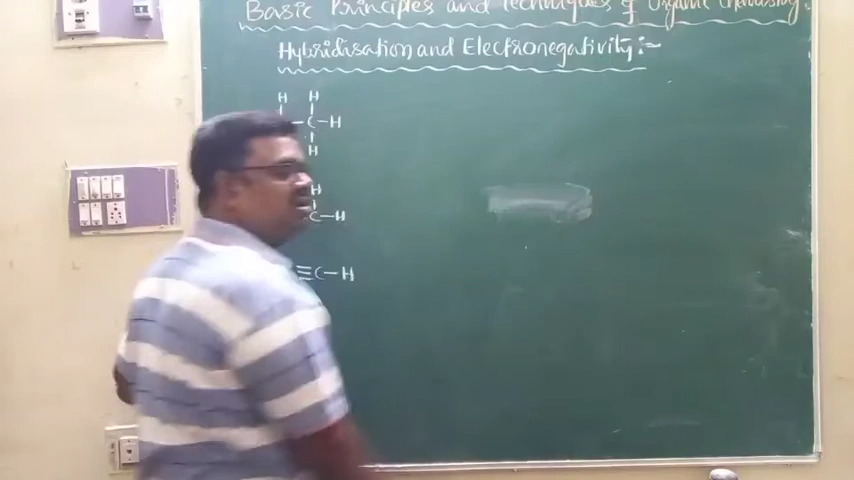 Basic Principles and Techniques of Organic Chemistry
Hybridisation and Electronegativity :-
H H
C-H
H
H
C-H
≡C-H